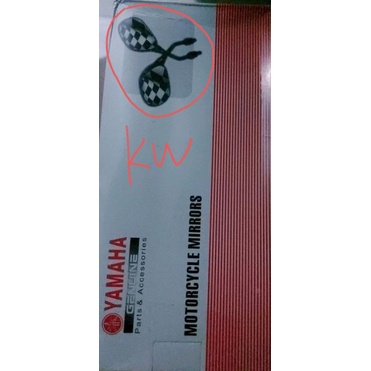 KW
YAMAHA
GENUINE
Parts & Accessories
MOTORCYCLE MIRRORS